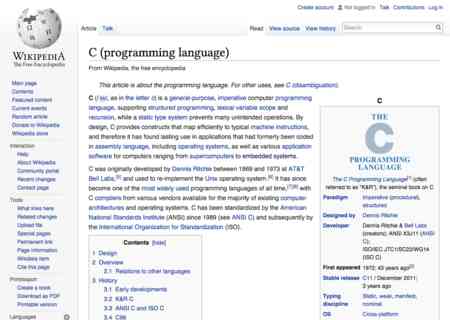 Create account
Not logged in
Talk
Contributions
Log in
Article
Talk
Read
View source
View history
Search
WIKIPEDIA
The Free Encyclopedia
Main page
Contents
Featured content
Current events
Random article
Donate to Wikipedia
Wikipedia store
Interaction
Help
About Wikipedia
Community portal
Recent changes
Contact page
Tools
What links here
Related changes
Upload file
Special pages
Permanent link
Page information
Wikidata item
Cite this page
Print/export
Create a book
Download as PDF
Printable version
Languages
C (programming language)
From Wikipedia, the free encyclopedia
This article is about the programming language. For other uses, see C (disambiguation).
C (/ˈsiː/, as in the letter c) is a general-purpose, imperative computer programming
language, supporting structured programming, lexical variable scope and
recursion, while a static type system prevents many unintended operations. By
design, C provides constructs that map efficiently to typical machine instructions,
and therefore it has found lasting use in applications that had formerly been coded
in assembly language, including operating systems, as well as various application
software for computers ranging from supercomputers to embedded systems.
C was originally developed by Dennis Ritchie between 1969 and 1973 at AT&T
Bell Labs,[5] and used to re-implement the Unix operating system.[6] It has since
become one of the most widely used programming languages of all time,[7][8] with
C compilers from various vendors available for the majority of existing computer
architectures and operating systems. C has been standardized by the American
National Standards Institute (ANSI) since 1989 (see ANSI C) and subsequently by
the International Organization for Standardization (ISO).
Contents [hide]
1 Design
2 Overview
2.1 Relations to other languages
3 History
3.1 Early developments
3.2 K&R C
3.3 ANSI C and ISO C
3.4 C99
C
THE
C
PROGRAMMING
LANGUAGE
The C Programming Language[1] (often
referred to as "K&R"), the seminal book on C
Paradigm
Imperative (procedural),
structured
Designed by
Dennis Ritchie
Developer
Dennis Ritchie & Bell Labs
(creators); ANSI X3J11 (ANSI
C);
ISO/IEC JTC1/SC22/WG14
(ISO C)
First appeared
1972; 43 years ago[2]
Stable release
C11 / December 2011;
3 years ago
Typing
discipline
Static, weak, manifest,
nominal
OS
Cross-platform